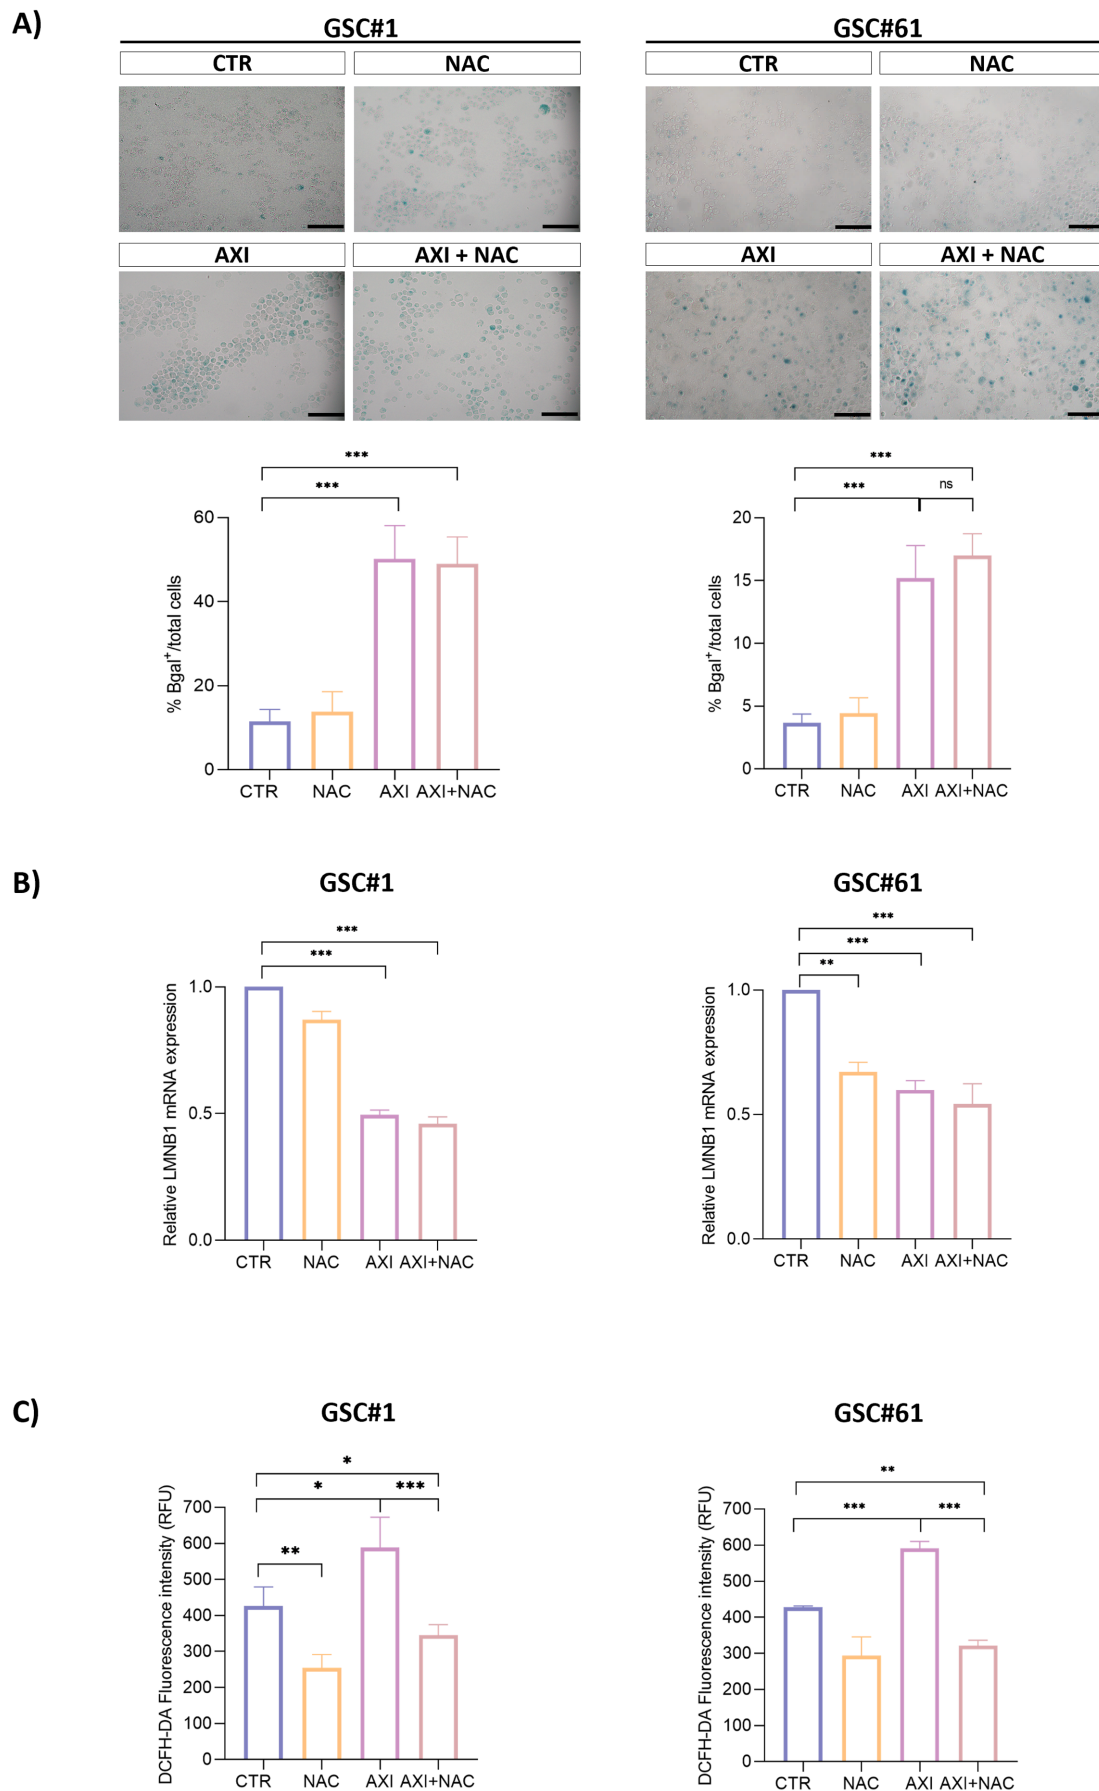 A)
GSC#1
GSC#61
CTR
NAC
CTR
NAC
AXI
AXI + NAC
AXI
AXI + NAC
***
***
% Bgal+/total cells
60
40
20
0
CTR
NAC
AXI
AXI+NAC
***
***
ns
% Bgal+/total cells
20
15
10
5
0
CTR
NAC
AXI
AXI+NAC
B)
GSC#1
***
***
Relative LMNB1 mRNA expression
1.0
0.5
0.0
CTR
NAC
AXI
AXI+NAC
GSC#61
***
***
**
Relative LMNB1 mRNA expression
1.0
0.5
0.0
CTR
NAC
AXI
AXI+NAC
C)
GSC#1
*
*
***
**
DCFH-DA Fluorescence intensity (RFU)
700
600
500
400
300
200
100
0
CTR
NAC
AXI
AXI+NAC
GSC#61
**
***
***
DCFH-DA Fluorescence intensity (RFU)
700
600
500
400
300
200
100
0
CTR
NAC
AXI
AXI+NAC